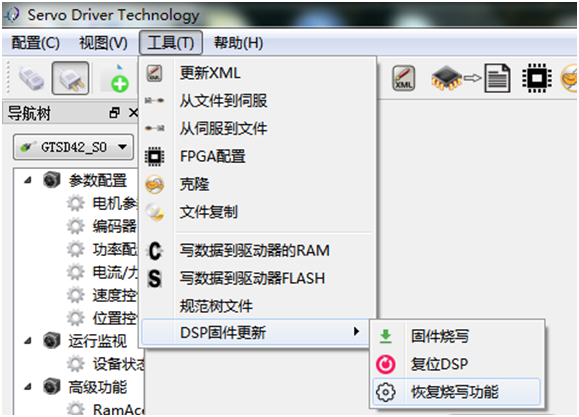 Servo Driver Technology
配置(C) 视图(V) 工具(T) 帮助(H)
更新XML
从文件到伺服
从伺服到文件
FPGA配置
克隆
文件复制
写数据到驱动器的RAM
写数据到驱动器FLASH
规范树文件
DSP固件更新
固件烧写
复位DSP
恢复烧写功能
XML
导航树
GTSD42_S0
参数配置
电机参
编码器
功率配
电流/力
速度控
位置控
运行监视
设备状态
高级功能
RamAce